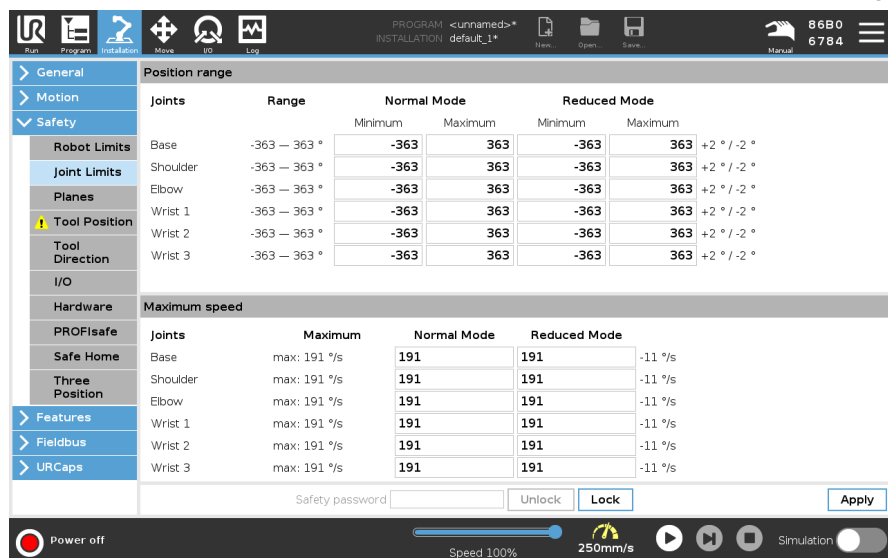 PROGRAM <unnamed>*
INSTALLATION default_1*
Run Program Installation Move I/O Log New... Open... Save... Manual
86B0
6784
General
Motion
Safety
Robot Limits
Joint Limits
Planes
Tool Position
Tool
Direction
I/O
Hardware
PROFIsafe
Safe Home
Three
Position
Features
Fieldbus
URCaps
Position range
Joints Range Normal Mode Reduced Mode
Minimum Maximum Minimum Maximum
Base -363 — 363 ° -363 363 -363 363 +2 ° / -2 °
Shoulder -363 — 363 ° -363 363 -363 363 +2 ° / -2 °
Elbow -363 — 363 ° -363 363 -363 363 +2 ° / -2 °
Wrist 1 -363 — 363 ° -363 363 -363 363 +2 ° / -2 °
Wrist 2 -363 — 363 ° -363 363 -363 363 +2 ° / -2 °
Wrist 3 -363 — 363 ° -363 363 -363 363 +2 ° / -2 °
Maximum speed
Joints Maximum Normal Mode Reduced Mode
Base max: 191 °/s 191 191 -11 °/s
Shoulder max: 191 °/s 191 191 -11 °/s
Elbow max: 191 °/s 191 191 -11 °/s
Wrist 1 max: 191 °/s 191 191 -11 °/s
Wrist 2 max: 191 °/s 191 191 -11 °/s
Wrist 3 max: 191 °/s 191 191 -11 °/s
Safety password Unlock Lock Apply
Power off Speed 100% 250mm/s Simulation